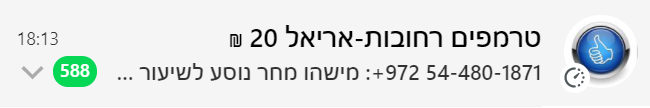 טרמפים רחובות-אריאל 20 ₪
18:13
+972 54-480-1871: מישהו מחר נוסע לשיעור ...
588